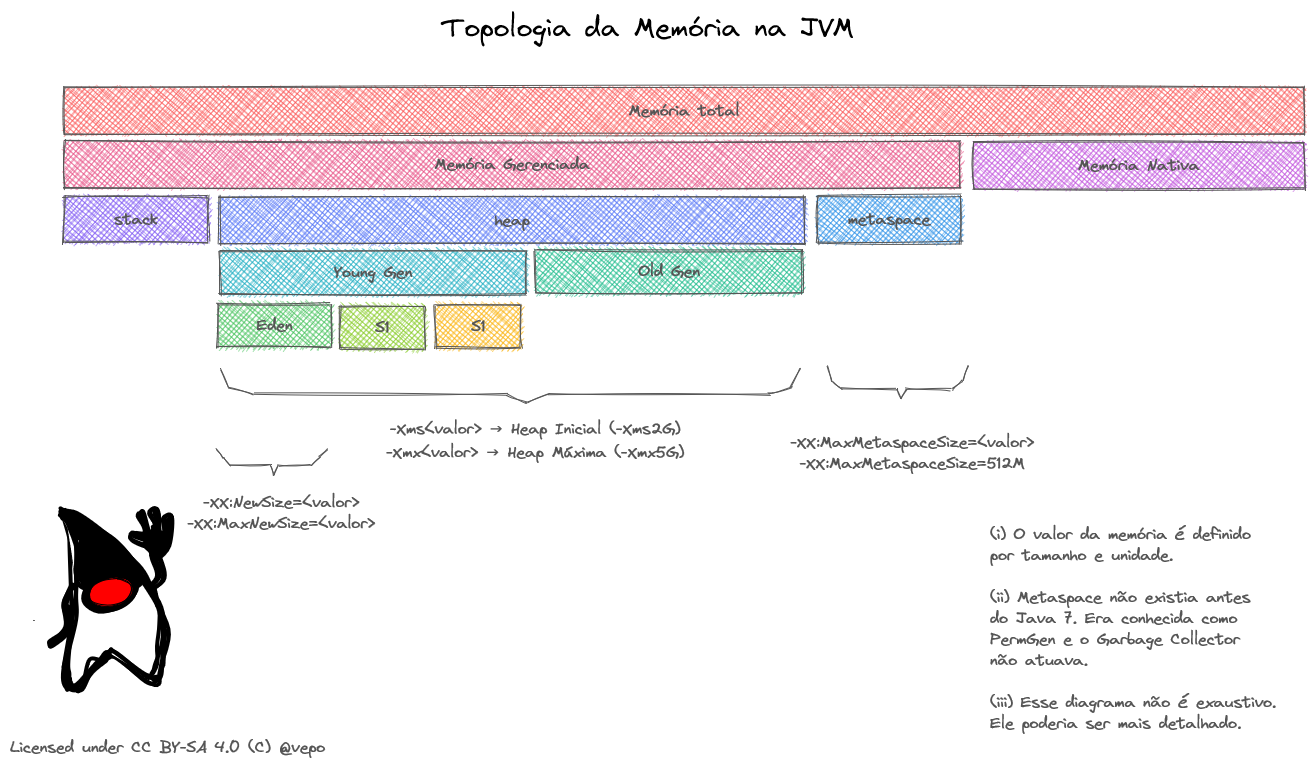 Topologia da Memória na JVM
Memória total
Memória Gerenciada
Memória Nativa
stack
heap
metaspace
Young Gen
Old Gen
Eden
S1
S1
-Xms<valor> → Heap Inicial (-Xms2G)
-Xmx<valor> → Heap Máxima (-Xmx5G)
-XX:MaxMetaspaceSize=<valor>
-XX:MaxMetaspaceSize=512M
-XX:NewSize=<valor>
-XX:MaxNewSize=<valor>
(i) O valor da memória é definido
por tamanho e unidade.
(ii) Metaspace não existia antes
do Java 7. Era conhecida como
PermGen e o Garbage Collector
não atuava.
(iii) Esse diagrama não é exaustivo.
Ele poderia ser mais detalhado.
Licensed under CC BY-SA 4.0 (C) @vepo